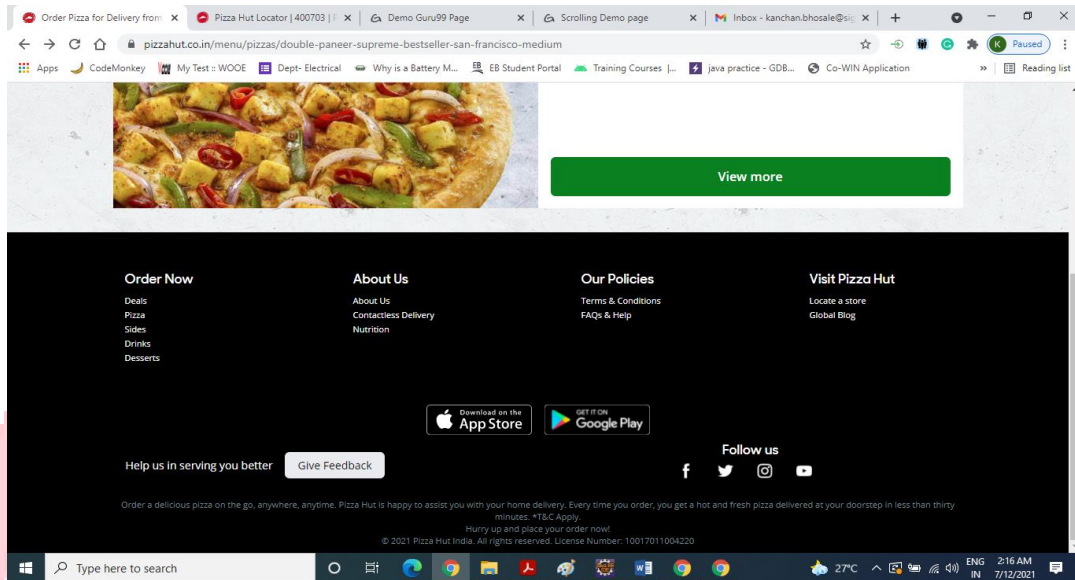 Order Pizza for Delivery from
Pizza Hut Locator | 400703 | P
Demo Guru99 Page
Scrolling Demo page
Inbox - kanchan.bhosale@sig
pizzahut.co.in/menu/pizzas/double-paneer-supreme-bestseller-san-francisco-medium
K
Paused
Apps
CodeMonkey
My Test :: WOOE
Dept- Electrical
Why is a Battery M...
EB Student Portal
Training Courses |...
java practice - GDB...
Co-WIN Application
»
Reading list
View more
Order Now
Deals
Pizza
Sides
Drinks
Desserts
About Us
About Us
Contactless Delivery
Nutrition
Our Policies
Terms & Conditions
FAQs & Help
Visit Pizza Hut
Locate a store
Global Blog
Download on the
App Store
GET IT ON
Google Play
Help us in serving you better
Give Feedback
Follow us
Order a delicious pizza on the go, anywhere, anytime. Pizza Hut is happy to assist you with your home delivery. Every time you order, you get a hot and fresh pizza delivered at your doorstep in less than thirty
minutes. *T&C Apply.
Hurry up and place your order now!
© 2021 Pizza Hut India. All rights reserved. License Number: 10017011004220
Type here to search
27°C
ENG
IN
2:16 AM
7/12/2021